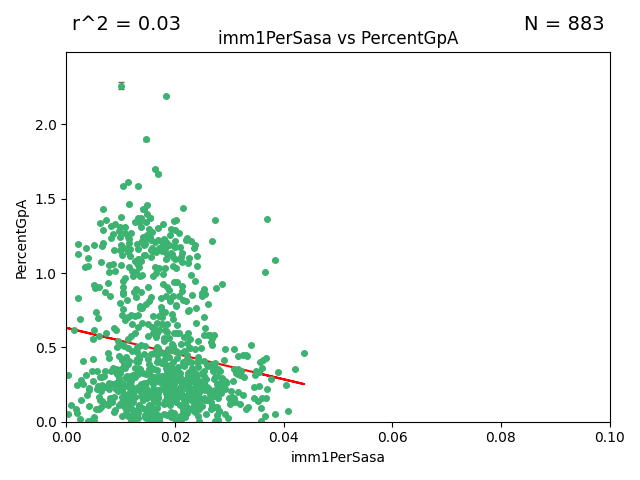 r^2 = 0.03
N = 883
imm1PerSasa vs PercentGpA
PercentGpA
2.0
1.5
1.0
0.5
0.0
0.00 0.02 0.04 0.06 0.08 0.10
imm1PerSasa